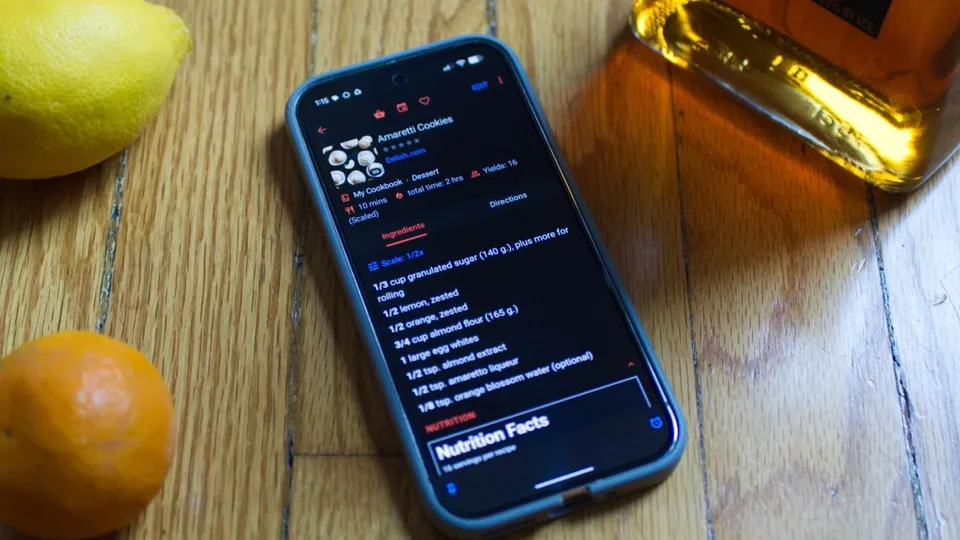 1:15
EDIT
Amaretti Cookies
Delish.com
My Cookbook › Dessert
10 mins total time: 2 hrs Yields: 16
(Scaled)
Ingredients Directions
Scale: 1/2x
1/3 cup granulated sugar (140 g.), plus more for
rolling
1/2 lemon, zested
1/2 orange, zested
3/4 cup almond flour (165 g.)
1 large egg whites
1/2 tsp. almond extract
1/2 tsp. amaretto liqueur
1/8 tsp. orange blossom water (optional)
NUTRITION
Nutrition Facts
16 servings per recipe
BY VOL